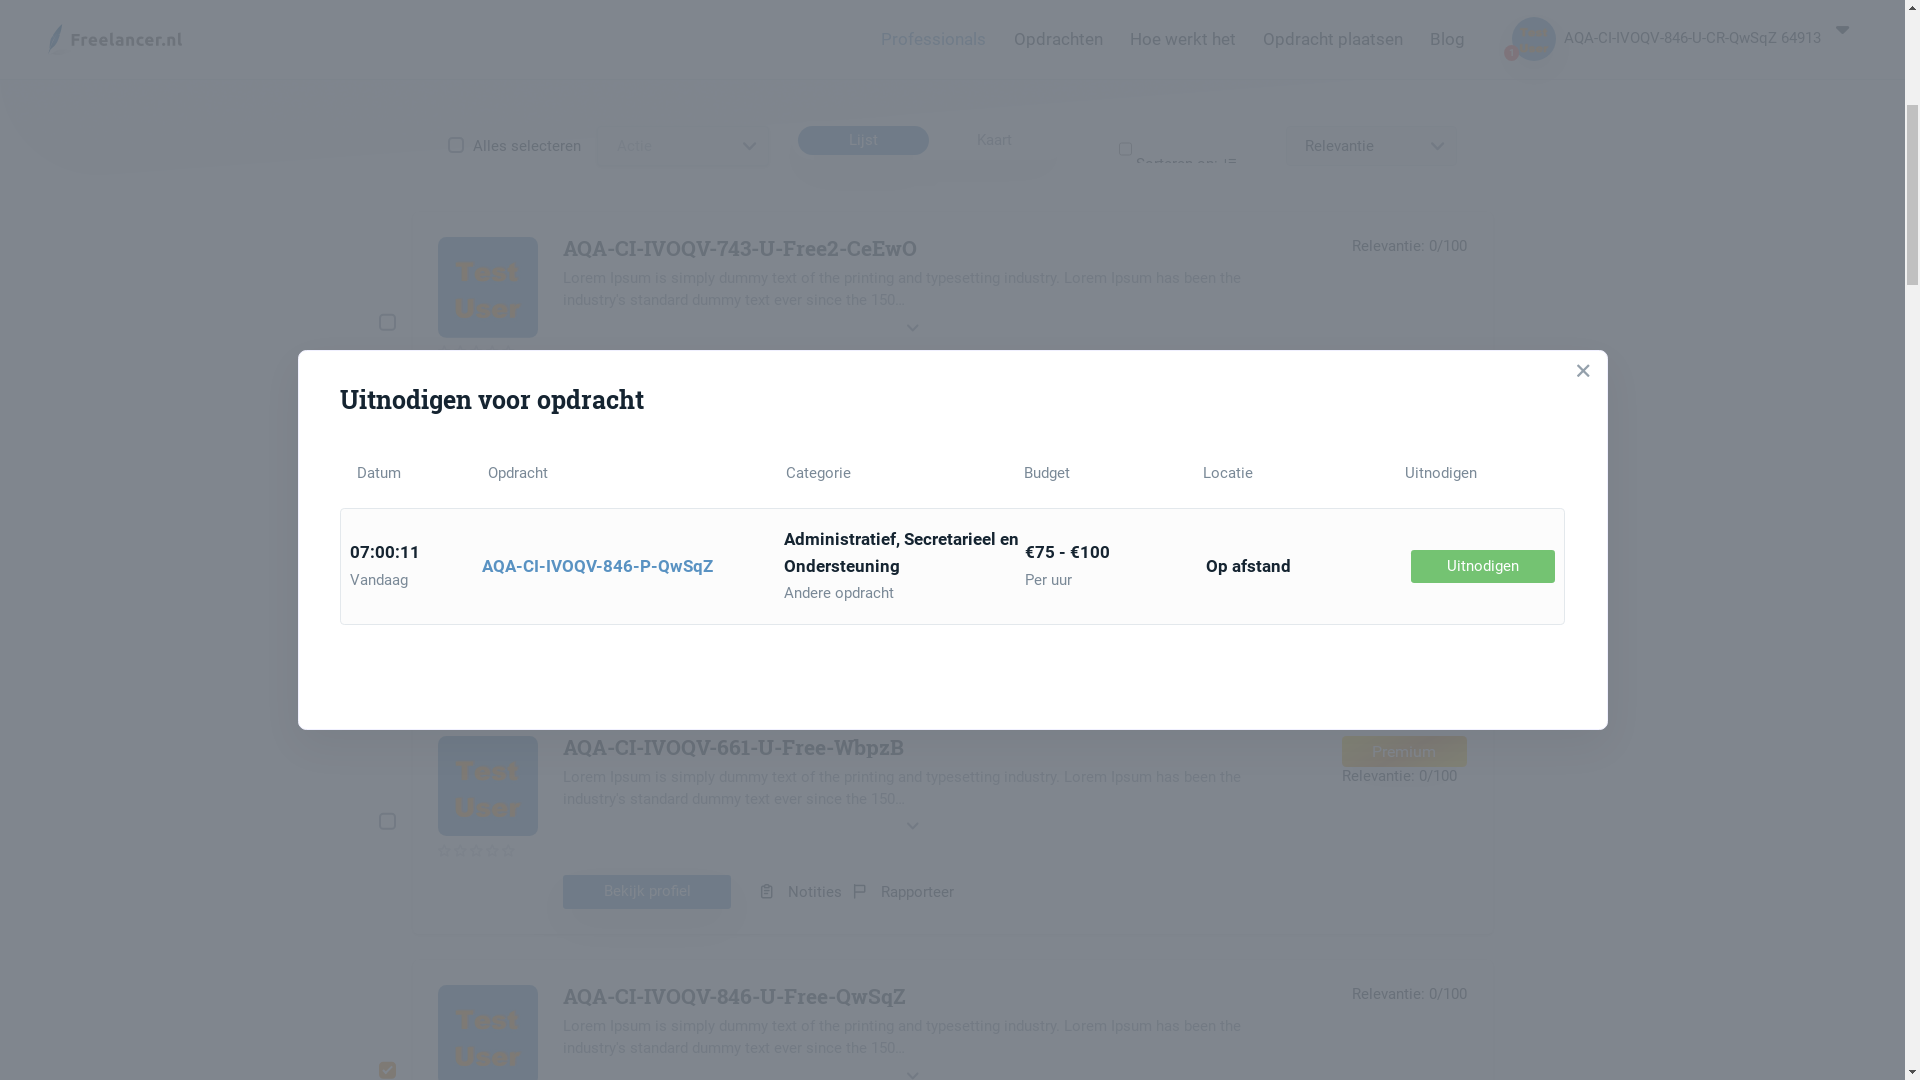 Freelancer.nl
Professionals
Opdrachten
Hoe werkt het
Opdracht plaatsen
Blog
1
AQA-CI-IVOQV-846-U-CR-QwSqZ 64913
Alles selecteren
Actie
Lijst
Kaart
Sorteren op:
Relevantie
Test
User
AQA-CI-IVOQV-743-U-Free2-CeEwO
Relevantie: 0/100
Lorem Ipsum is simply dummy text of the printing and typesetting industry. Lorem Ipsum has been the
industry's standard dummy text ever since the 150...
Uitnodigen voor opdracht
Datum
Opdracht
Categorie
Budget
Locatie
Uitnodigen
07:00:11
Vandaag
AQA-CI-IVOQV-846-P-QwSqZ
Administratief, Secretarieel en
Ondersteuning
Andere opdracht
€75 - €100
Per uur
Op afstand
Uitnodigen
Test
User
AQA-CI-IVOQV-661-U-Free-WbpzB
Premium
Relevantie: 0/100
Lorem Ipsum is simply dummy text of the printing and typesetting industry. Lorem Ipsum has been the
industry's standard dummy text ever since the 150...
Bekijk profiel
Notities
Rapporteer
Test
User
AQA-CI-IVOQV-846-U-Free-QwSqZ
Relevantie: 0/100
Lorem Ipsum is simply dummy text of the printing and typesetting industry. Lorem Ipsum has been the
industry's standard dummy text ever since the 150...